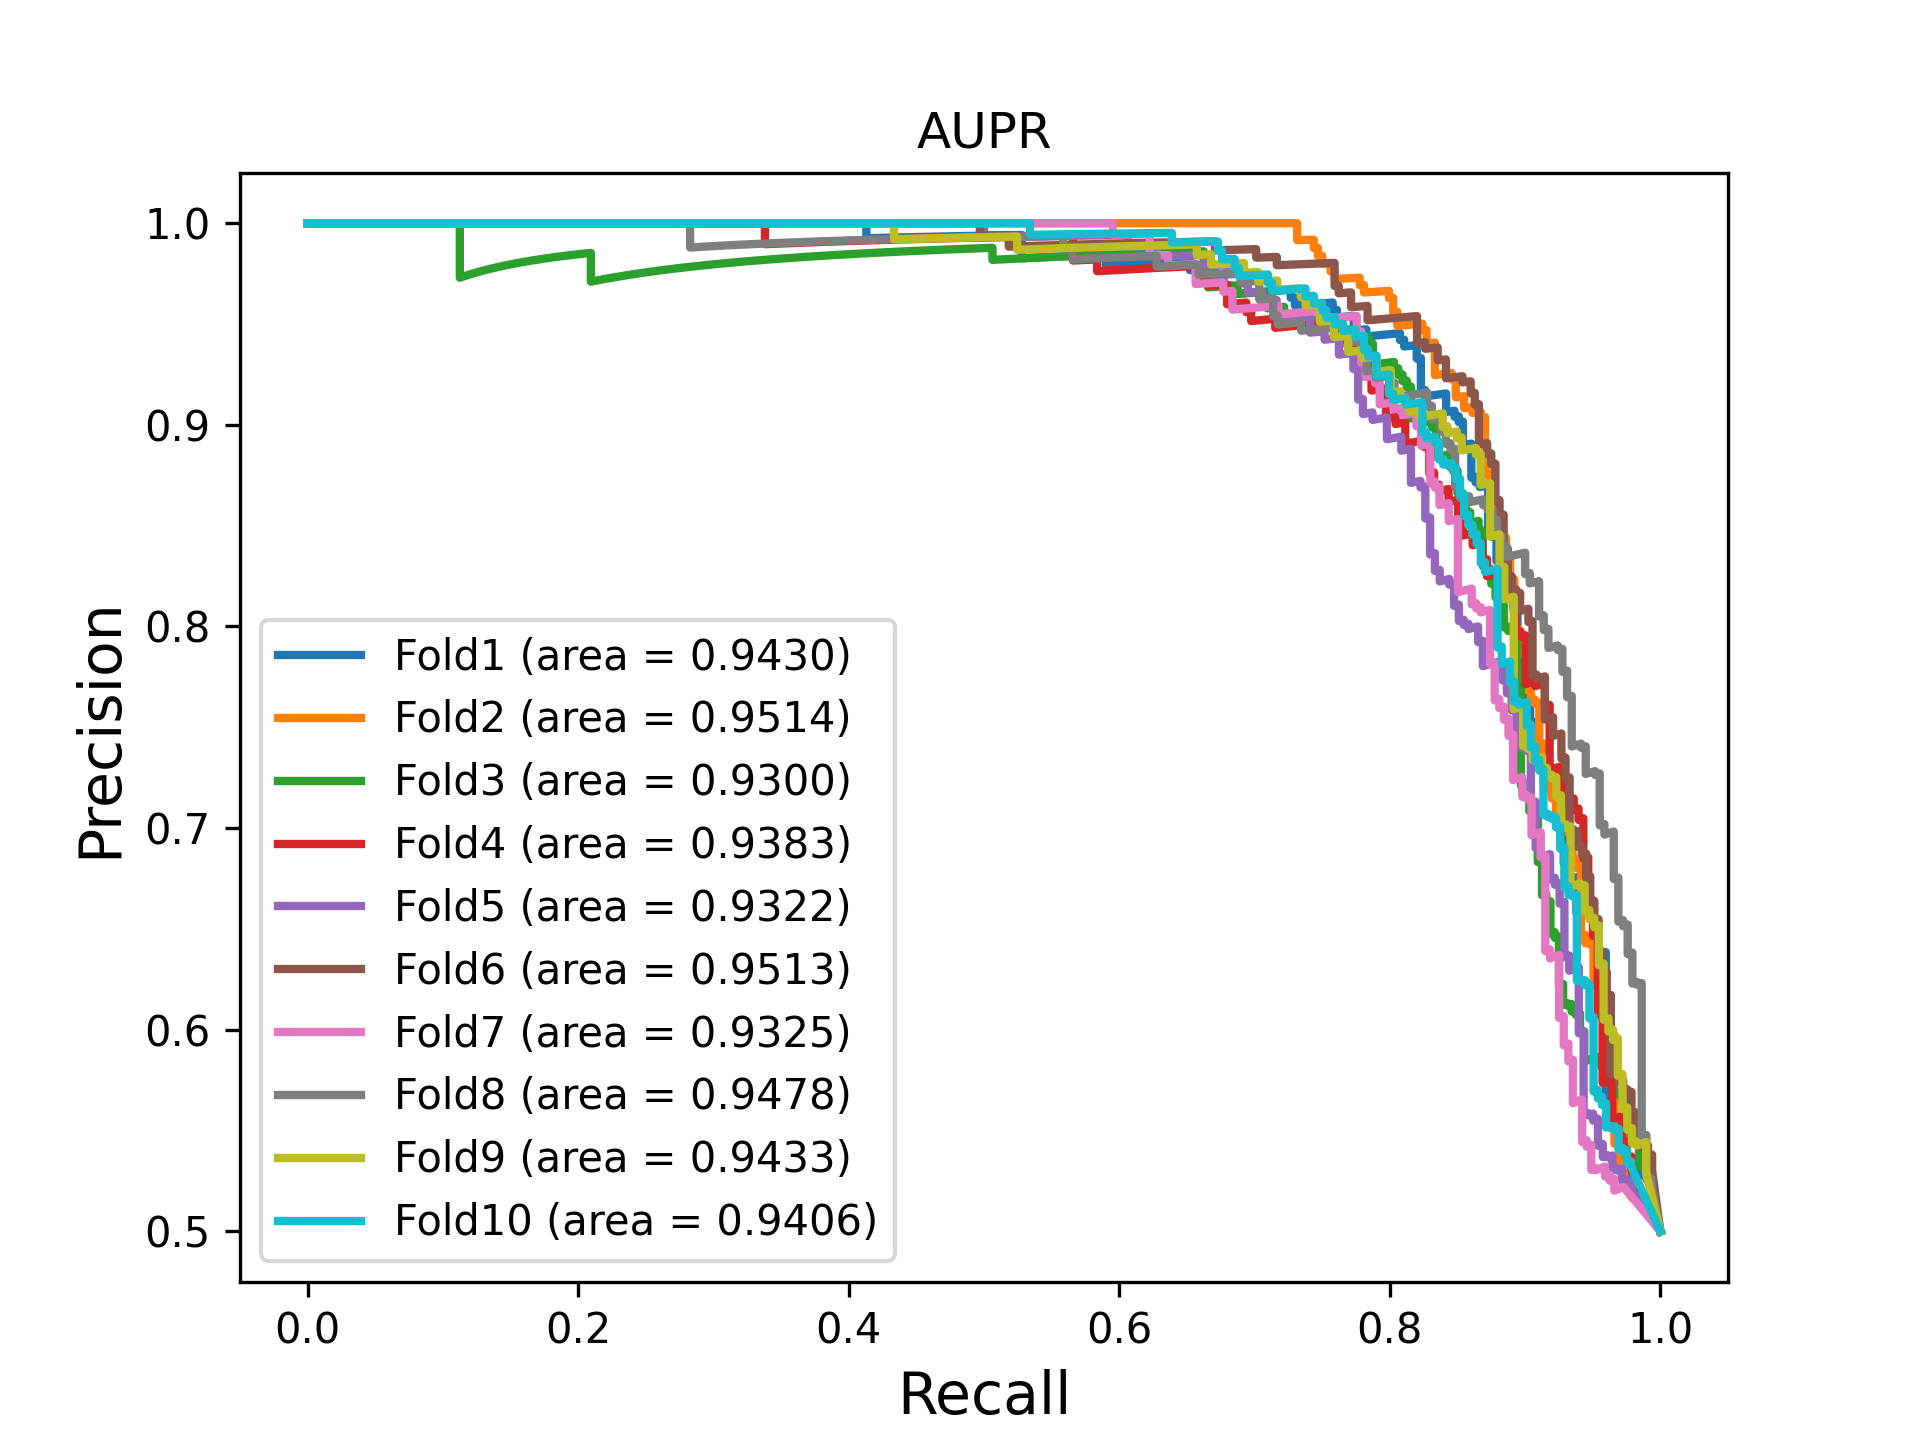 AUPR
Precision
1.0
0.9
0.8
0.7
0.6
0.5
Fold1 (area = 0.9430)
Fold2 (area = 0.9514)
Fold3 (area = 0.9300)
Fold4 (area = 0.9383)
Fold5 (area = 0.9322)
Fold6 (area = 0.9513)
Fold7 (area = 0.9325)
Fold8 (area = 0.9478)
Fold9 (area = 0.9433)
Fold10 (area = 0.9406)
0.0 0.2 0.4 0.6 0.8 1.0
Recall